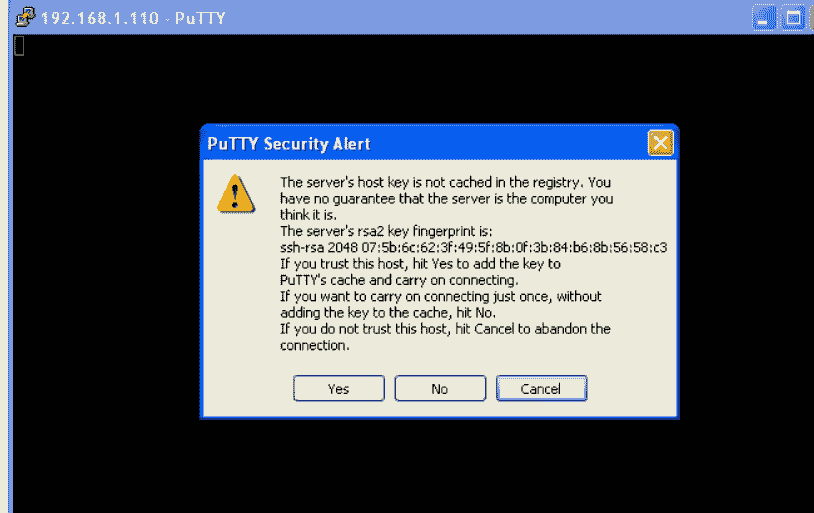 192.168.1.110 - PuTTY
PuTTY Security Alert
The server's host key is not cached in the registry. You
have no guarantee that the server is the computer you
think it is.
The server's rsa2 key fingerprint is:
ssh-rsa 2048 07:5b:6c:62:3f:49:5f:8b:0f:3b:84:b6:8b:56:58:c3
If you trust this host, hit Yes to add the key to
PuTTY's cache and carry on connecting.
If you want to carry on connecting just once, without
adding the key to the cache, hit No.
If you do not trust this host, hit Cancel to abandon the
connection.
Yes No Cancel